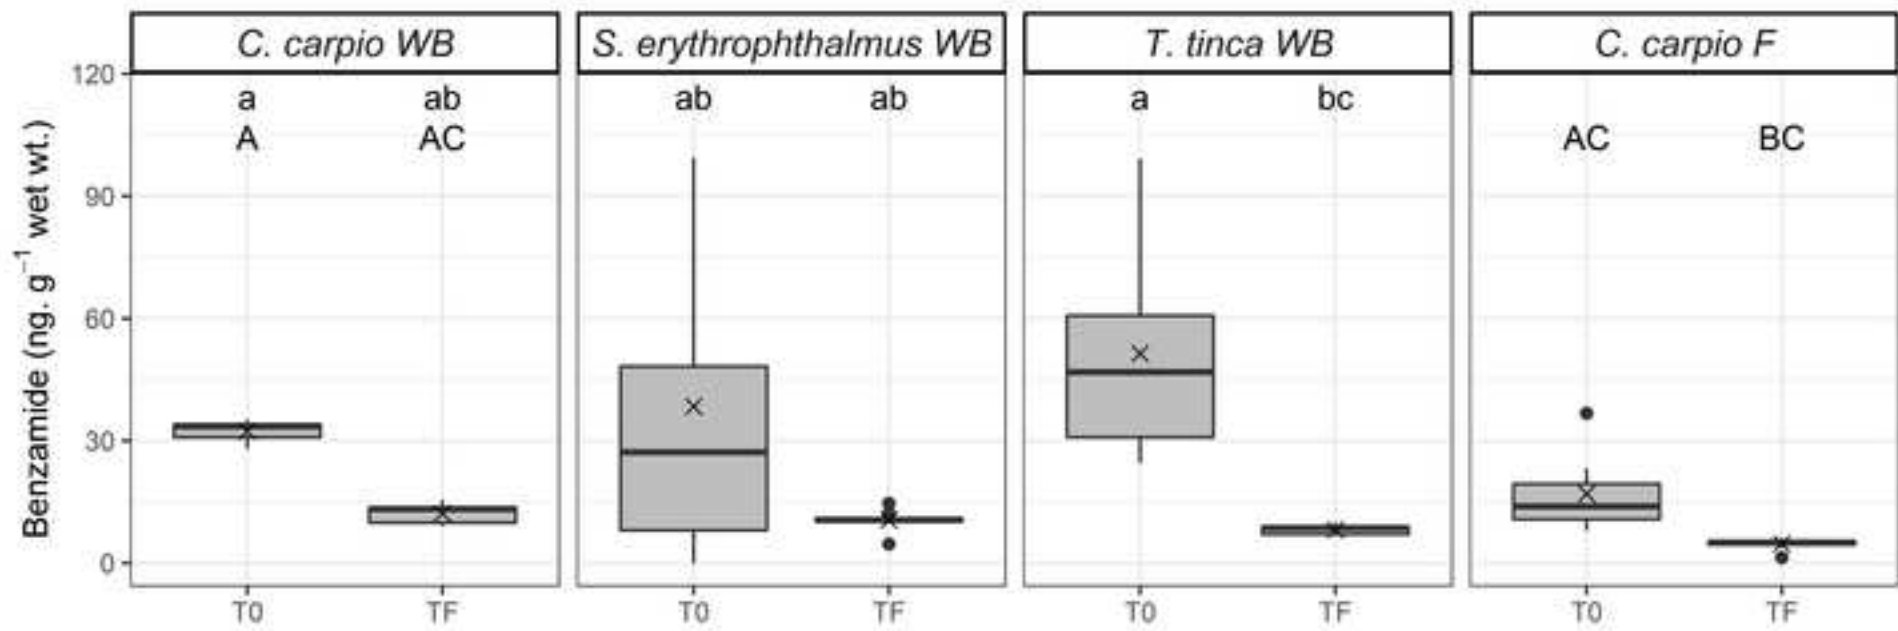 C. carpio WB
S. erythrophthalmus WB
T. tinca WB
C. carpio F
Benzamide (ng. g⁻¹ wet wt.)
120
90
60
30
0
a ab
A AC
ab ab
a bc
AC BC
T0 TF
T0 TF
T0 TF
T0 TF